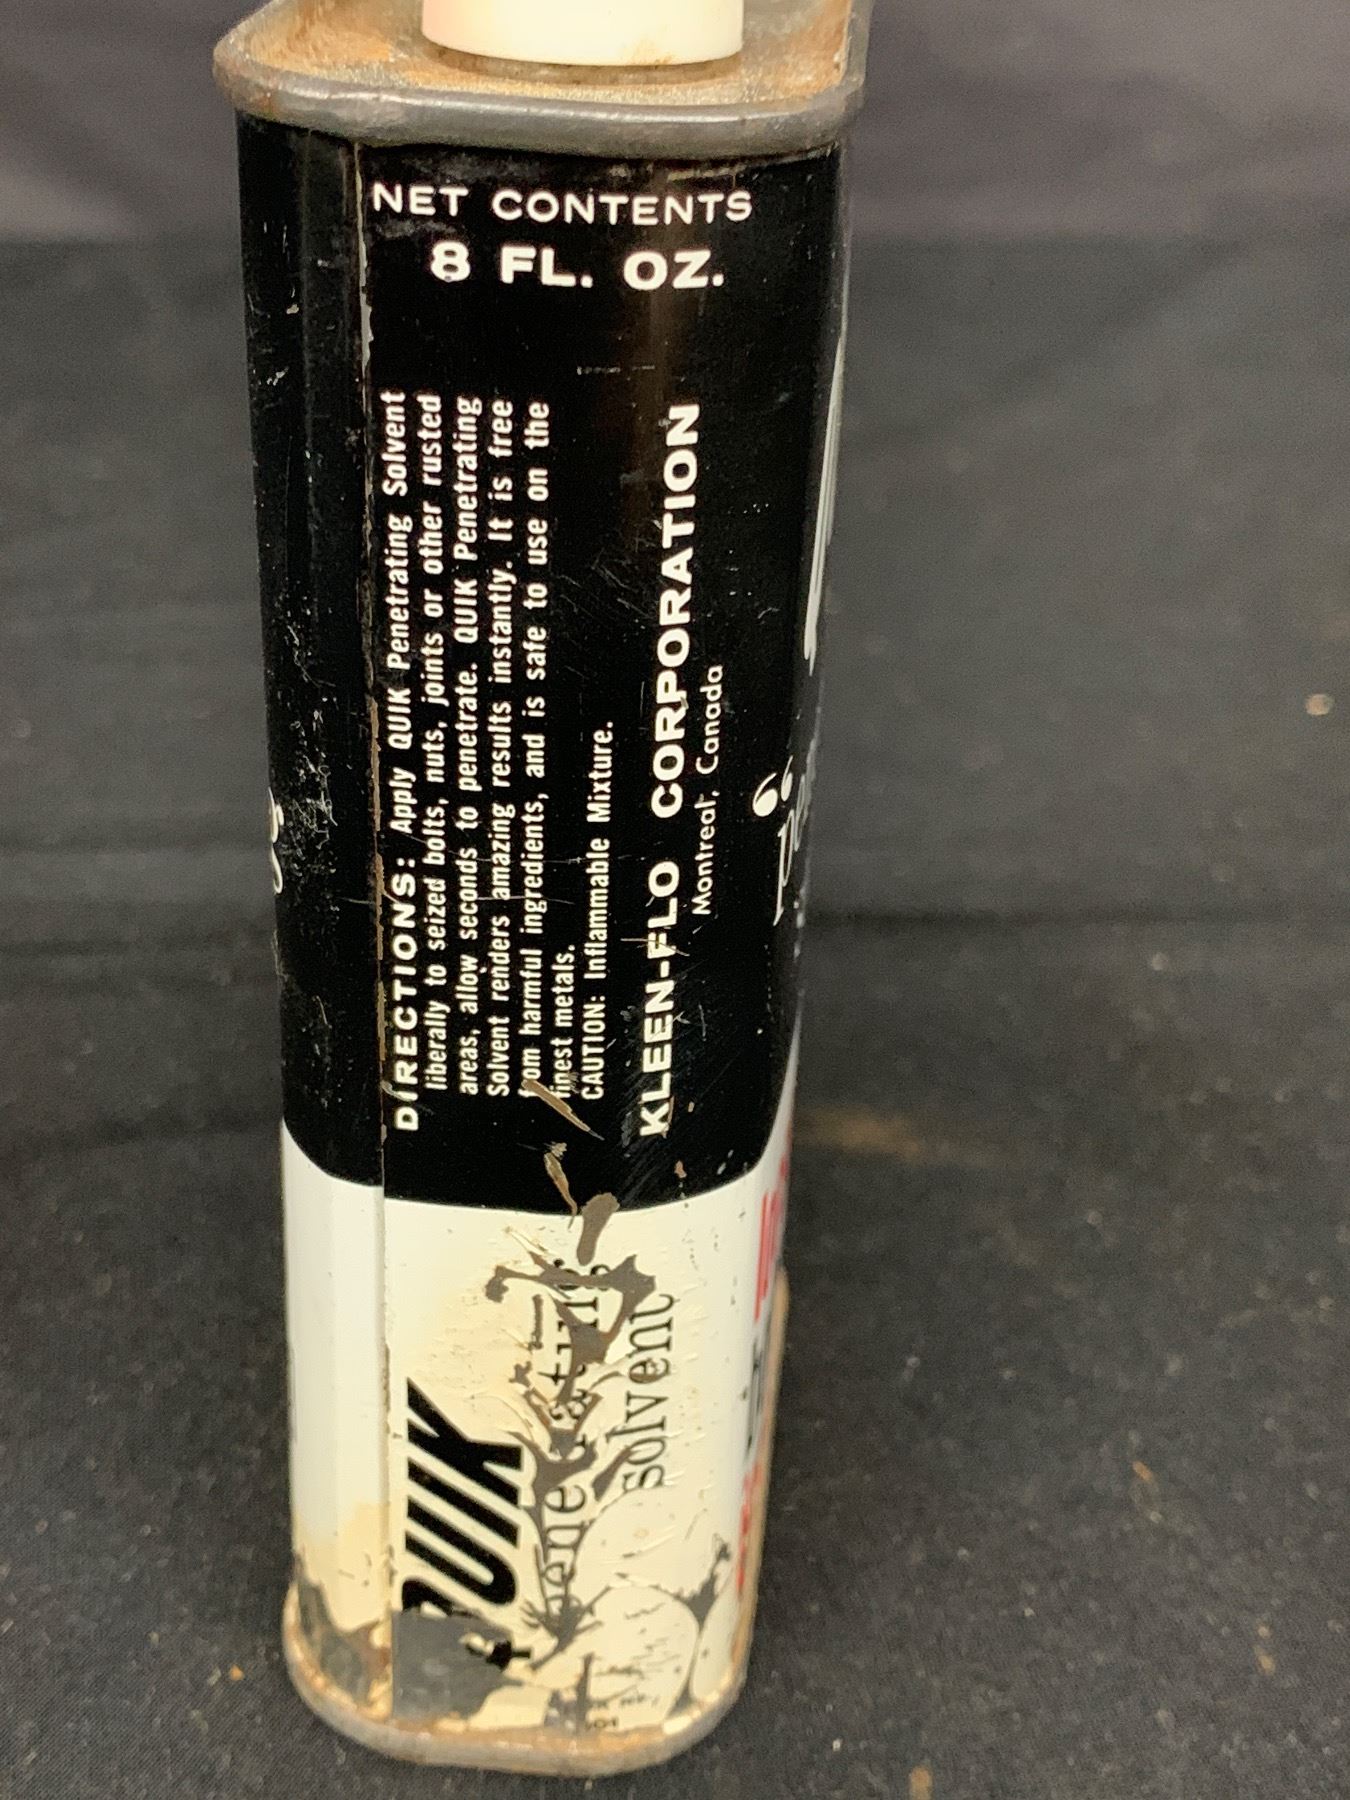 NET CONTENTS
8 FL. OZ.
DIRECTIONS: Apply QUIK Penetrating Solvent
liberally to seized bolts, nuts, joints or other rusted
areas, allow seconds to penetrate. QUIK Penetrating
Solvent renders amazing results instantly. It is free
from harmful ingredients, and is safe to use on the
finest metals.
CAUTION: Inflammable Mixture.
KLEEN-FLO CORPORATION
Montreal, Canada
QUIK
penetrating
solvent